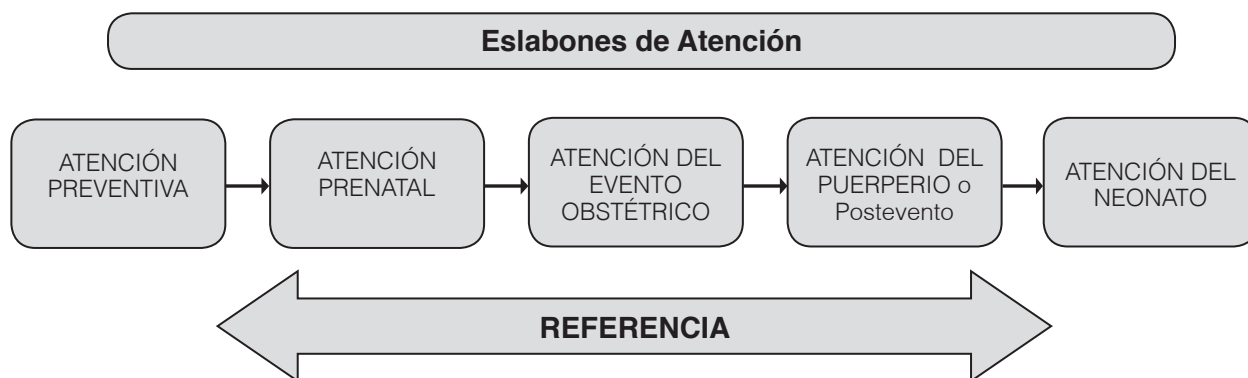 Eslabones de Atención
ATENCIÓN
PREVENTIVA
ATENCIÓN
PRENATAL
ATENCIÓN DEL
EVENTO
OBSTÉTRICO
ATENCIÓN DEL
PUERPERIO o
Postevento
ATENCIÓN DEL
NEONATO
REFERENCIA